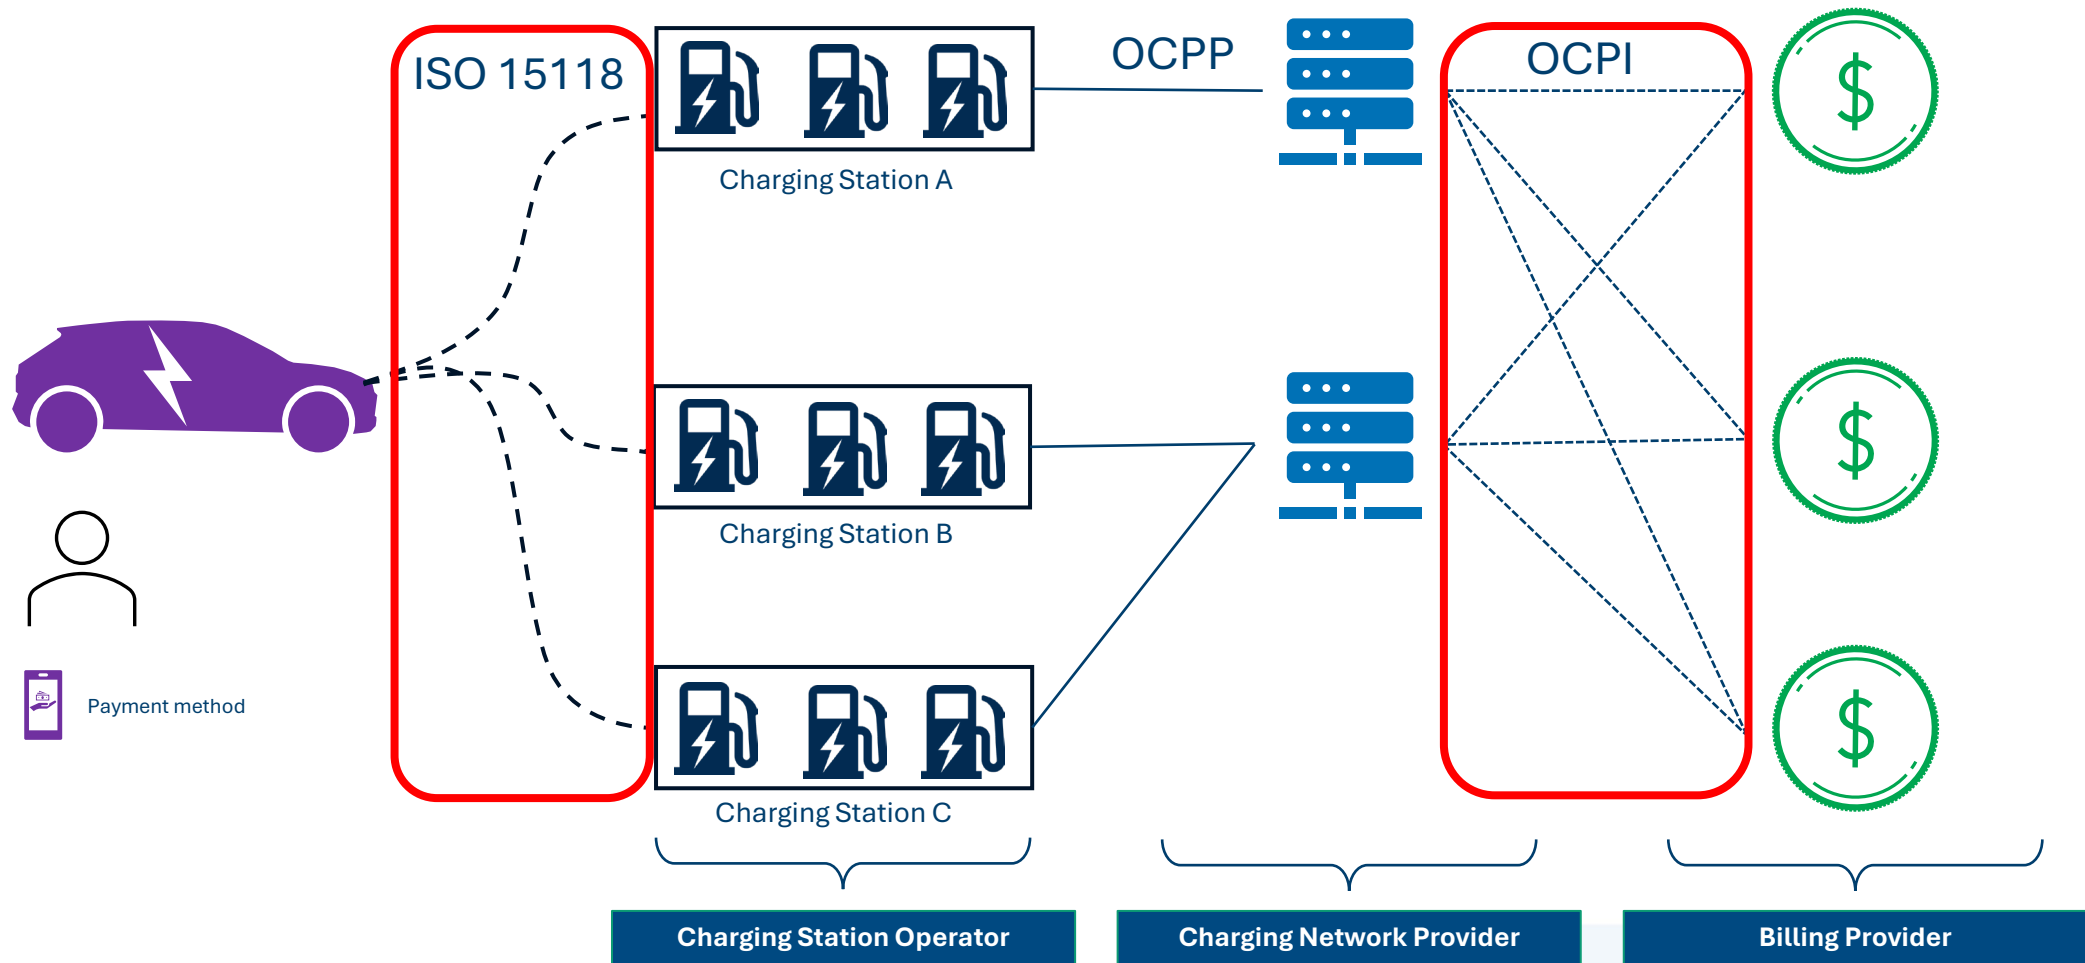 ISO 15118
OCPP
OCPI
Charging Station A
Charging Station B
Payment method
Charging Station C
Charging Station Operator
Charging Network Provider
Billing Provider